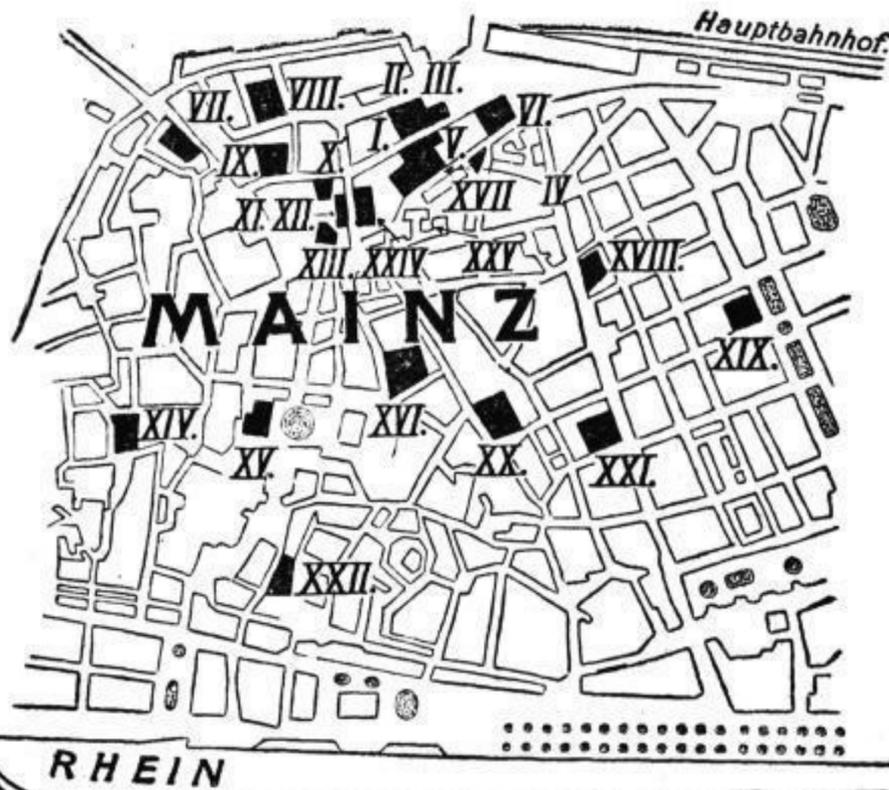 Hauptbahnhof.
II. III.
VII.
VIII.
VI.
I.
V.
IX.
X
XVII
IV.
XI. XII.
XIII.
XXIV
XXV
XVIII.
MAINZ
XIX.
XIV.
XVI.
XV.
XX.
XXI.
XXII.
RHEIN